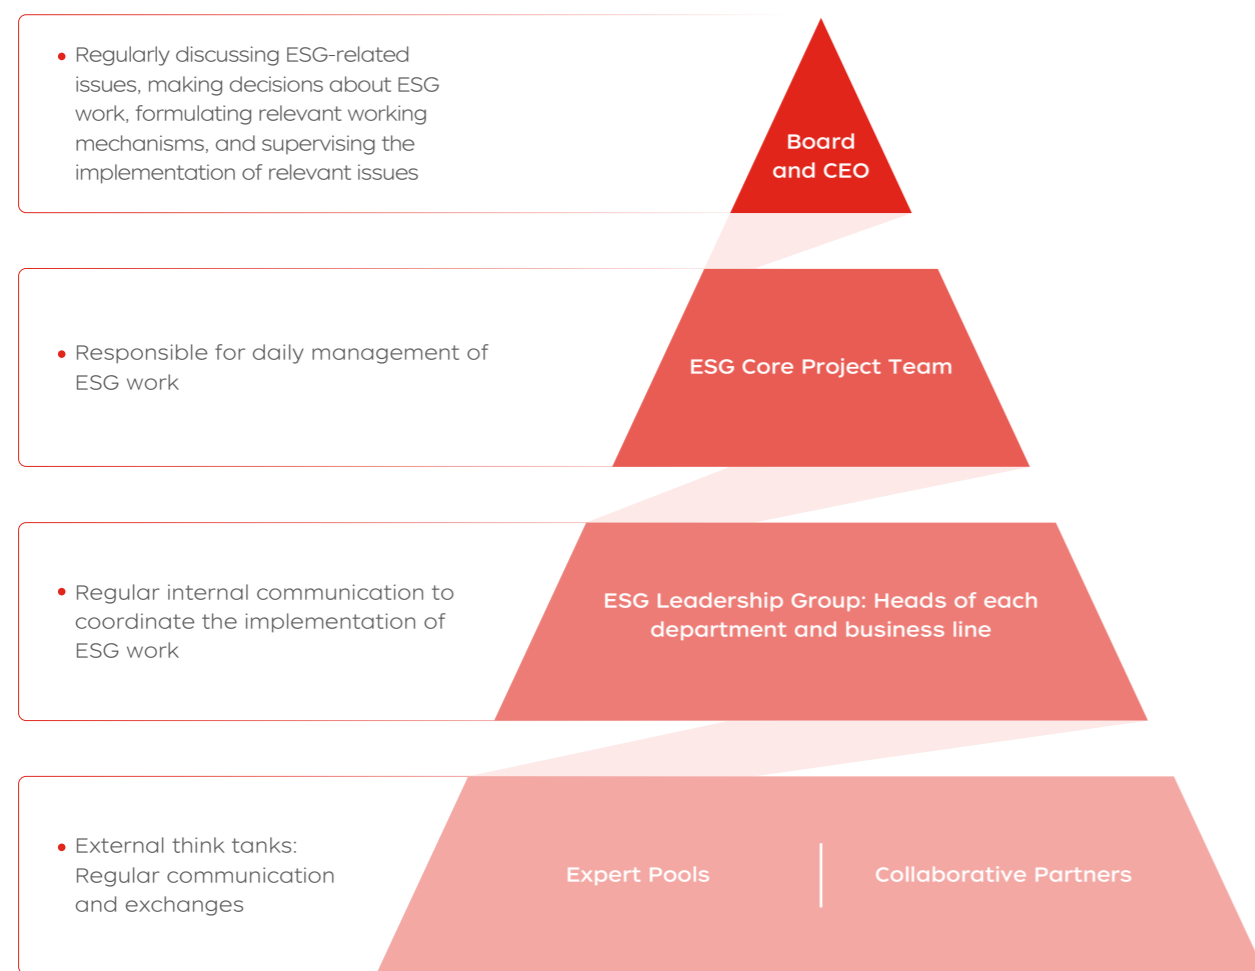 • Regularly discussing ESG-related
issues, making decisions about ESG
work, formulating relevant working
mechanisms, and supervising the
implementation of relevant issues
Board
and CEO
• Responsible for daily management of
ESG work
ESG Core Project Team
• Regular internal communication to
coordinate the implementation of
ESG work
ESG Leadership Group: Heads of each
department and business line
• External think tanks:
Regular communication
and exchanges
Expert Pools
Collaborative Partners